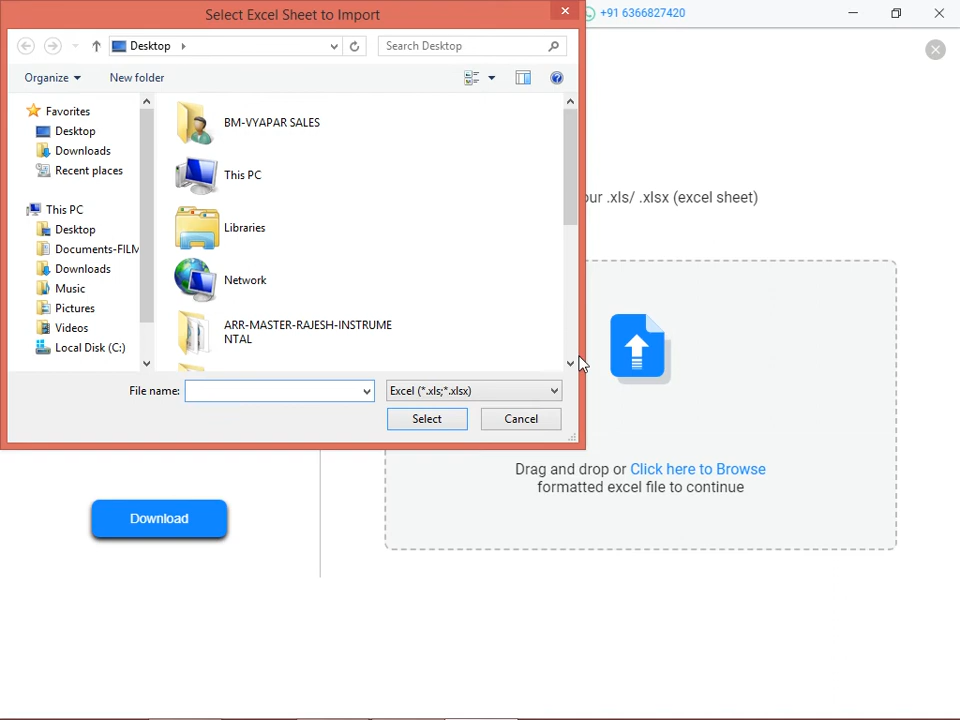 Select Excel Sheet to Import
+91 6366827420
Desktop
Search Desktop
Organize
New folder
Favorites
Desktop
Downloads
Recent places
This PC
Desktop
Documents-FILM
Downloads
Music
Pictures
Videos
Local Disk (C:)
BM-VYAPAR SALES
This PC
Libraries
Network
ARR-MASTER-RAJESH-INSTRUME
NTAL
File name:
Excel (*.xls;*.xlsx)
Select
Cancel
our .xls/ .xlsx (excel sheet)
Drag and drop or Click here to Browse
formatted excel file to continue
Download